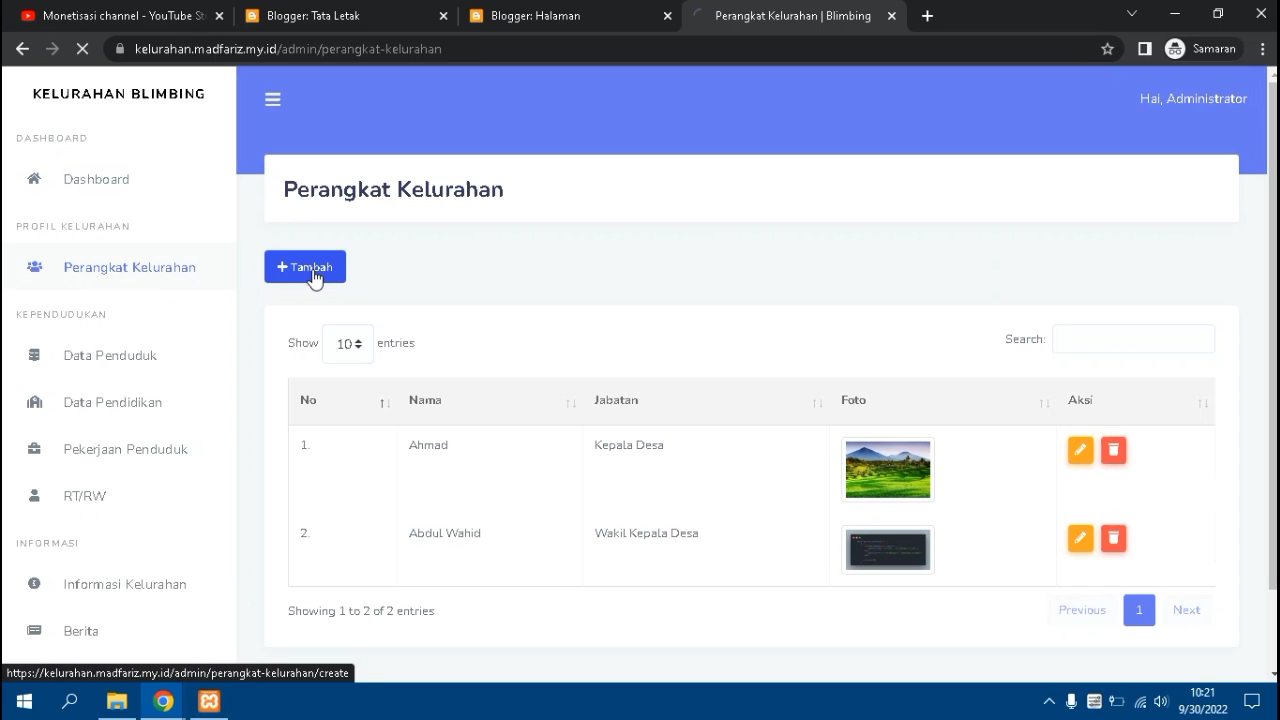 Monetisasi channel - YouTube St
Blogger: Tata Letak
Blogger: Halaman
Perangkat Kelurahan | Blimbing
kelurahan.madfariz.my.id/admin/perangkat-kelurahan
Samaran
KELURAHAN BLIMBING
Hai, Administrator
DASHBOARD
Dashboard
PROFIL KELURAHAN
Perangkat Kelurahan
KEPENDUDUKAN
Data Penduduk
Data Pendidikan
Pekerjaan Penduduk
RT/RW
INFORMASI
Informasi Kelurahan
Berita
Perangkat Kelurahan
+ Tambah
Show 10 entries
Search:
No Nama Jabatan Foto Aksi
1. Ahmad Kepala Desa
2. Abdul Wahid Wakil Kepala Desa
Showing 1 to 2 of 2 entries
Previous 1 Next
https://kelurahan.madfariz.my.id/admin/perangkat-kelurahan/create
10:21
9/30/2022